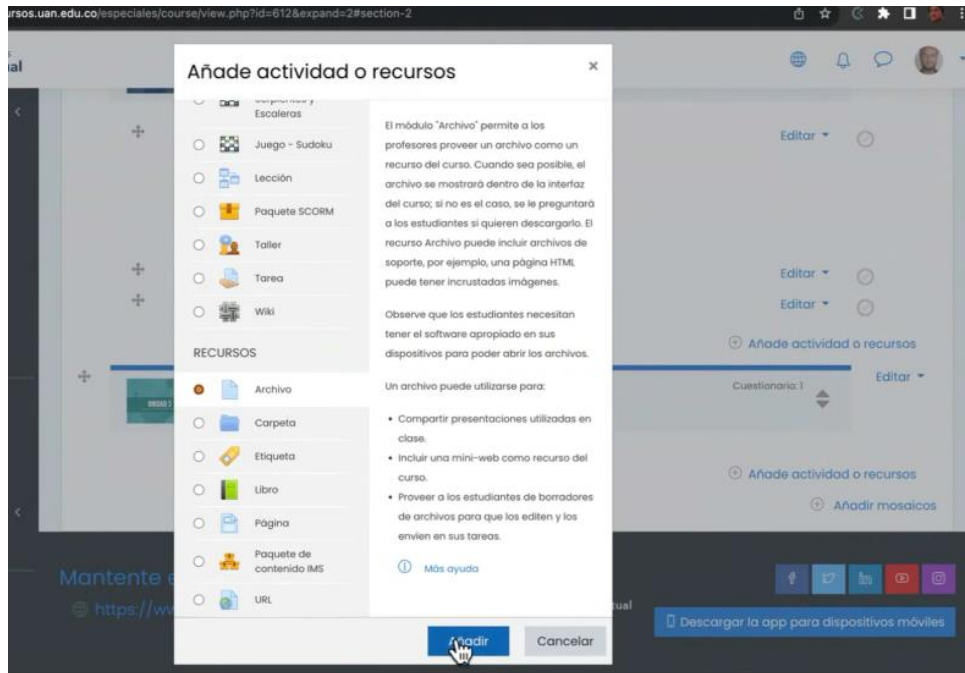 ursos.uan.edu.co/especiales/course/view.php?id=612&expand=2#section-2
Añade actividad o recursos
×
Escaleras
Juego - Sudoku
Lección
Paquete SCORM
Taller
Tarea
Wiki
RECURSOS
Archivo
Carpeta
Etiqueta
Libro
Página
Paquete de
contenido IMS
URL
El módulo "Archivo" permite a los
profesores proveer un archivo como un
recurso del curso. Cuando sea posible, el
archivo se mostrará dentro de la interfaz
del curso; si no es el caso, se le preguntará
a los estudiantes si quieren descargarlo. El
recurso Archivo puede incluir archivos de
soporte, por ejemplo, una página HTML
puede tener incrustadas imágenes.
Observe que los estudiantes necesitan
tener el software apropiado en sus
dispositivos para poder abrir los archivos.
Un archivo puede utilizarse para:
• Compartir presentaciones utilizadas en
clase.
• Incluir una mini-web como recurso del
curso.
• Proveer a los estudiantes de borradores
de archivos para que los editen y los
envíen en sus tareas.
Más ayuda
Añadir
Cancelar
Editar
Editar
Editar
Añade actividad o recursos
Editar
Cuestionario: 1
Añade actividad o recursos
Añadir mosaicos
Mantente e
https://ww
tual
Descargar la app para dispositivos móviles